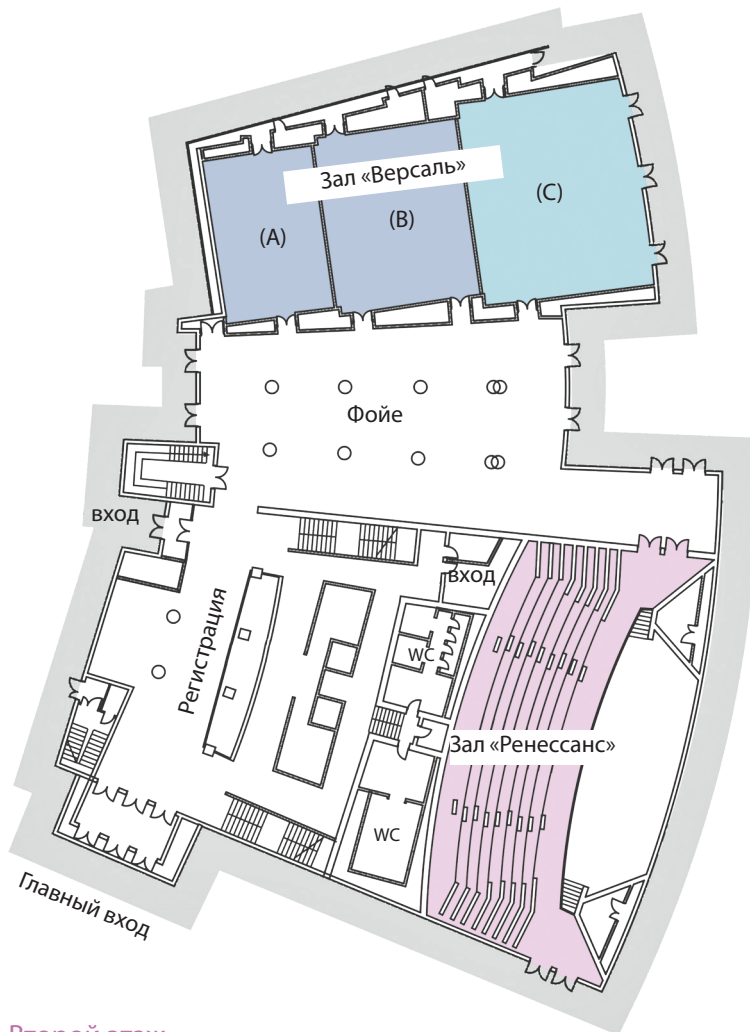 Зал «Версаль»
(A)
(B)
(C)
Фойе
вход
вход
Регистрация
WC
Зал «Ренессанс»
WC
Главный вход
Второй этаж